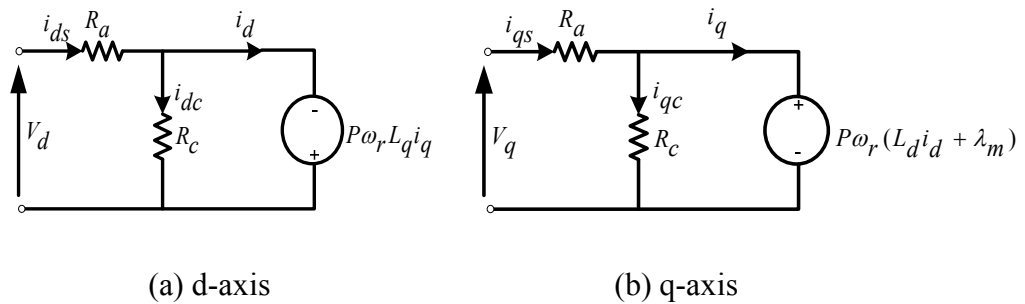 i_ds R_a i_d
i_dc
V_d R_c - + Pω_r L_q i_q
i_qs R_a i_q
i_qc
V_q R_c + - Pω_r (L_d i_d + λ_m)
(a) d-axis
(b) q-axis